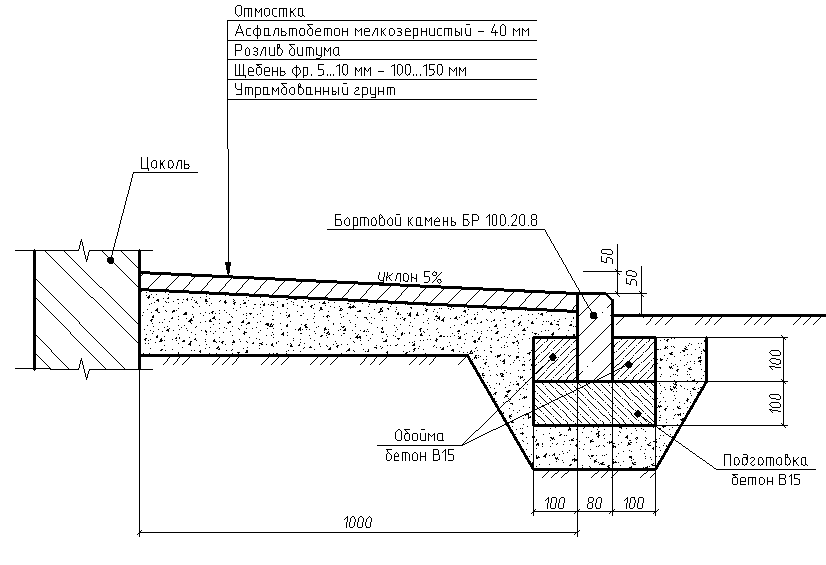 Отмостка
Асфальтобетон мелкозернистый - 40 мм
Розлив битума
Щебень фр. 5...10 мм - 100...150 мм
Утрамбованный грунт
Цоколь
Бортовой камень БР 100.20.8
уклон 5%
50
50
100
100
Обойма
бетон В15
Подготовка
бетон В15
100
80
100
1000